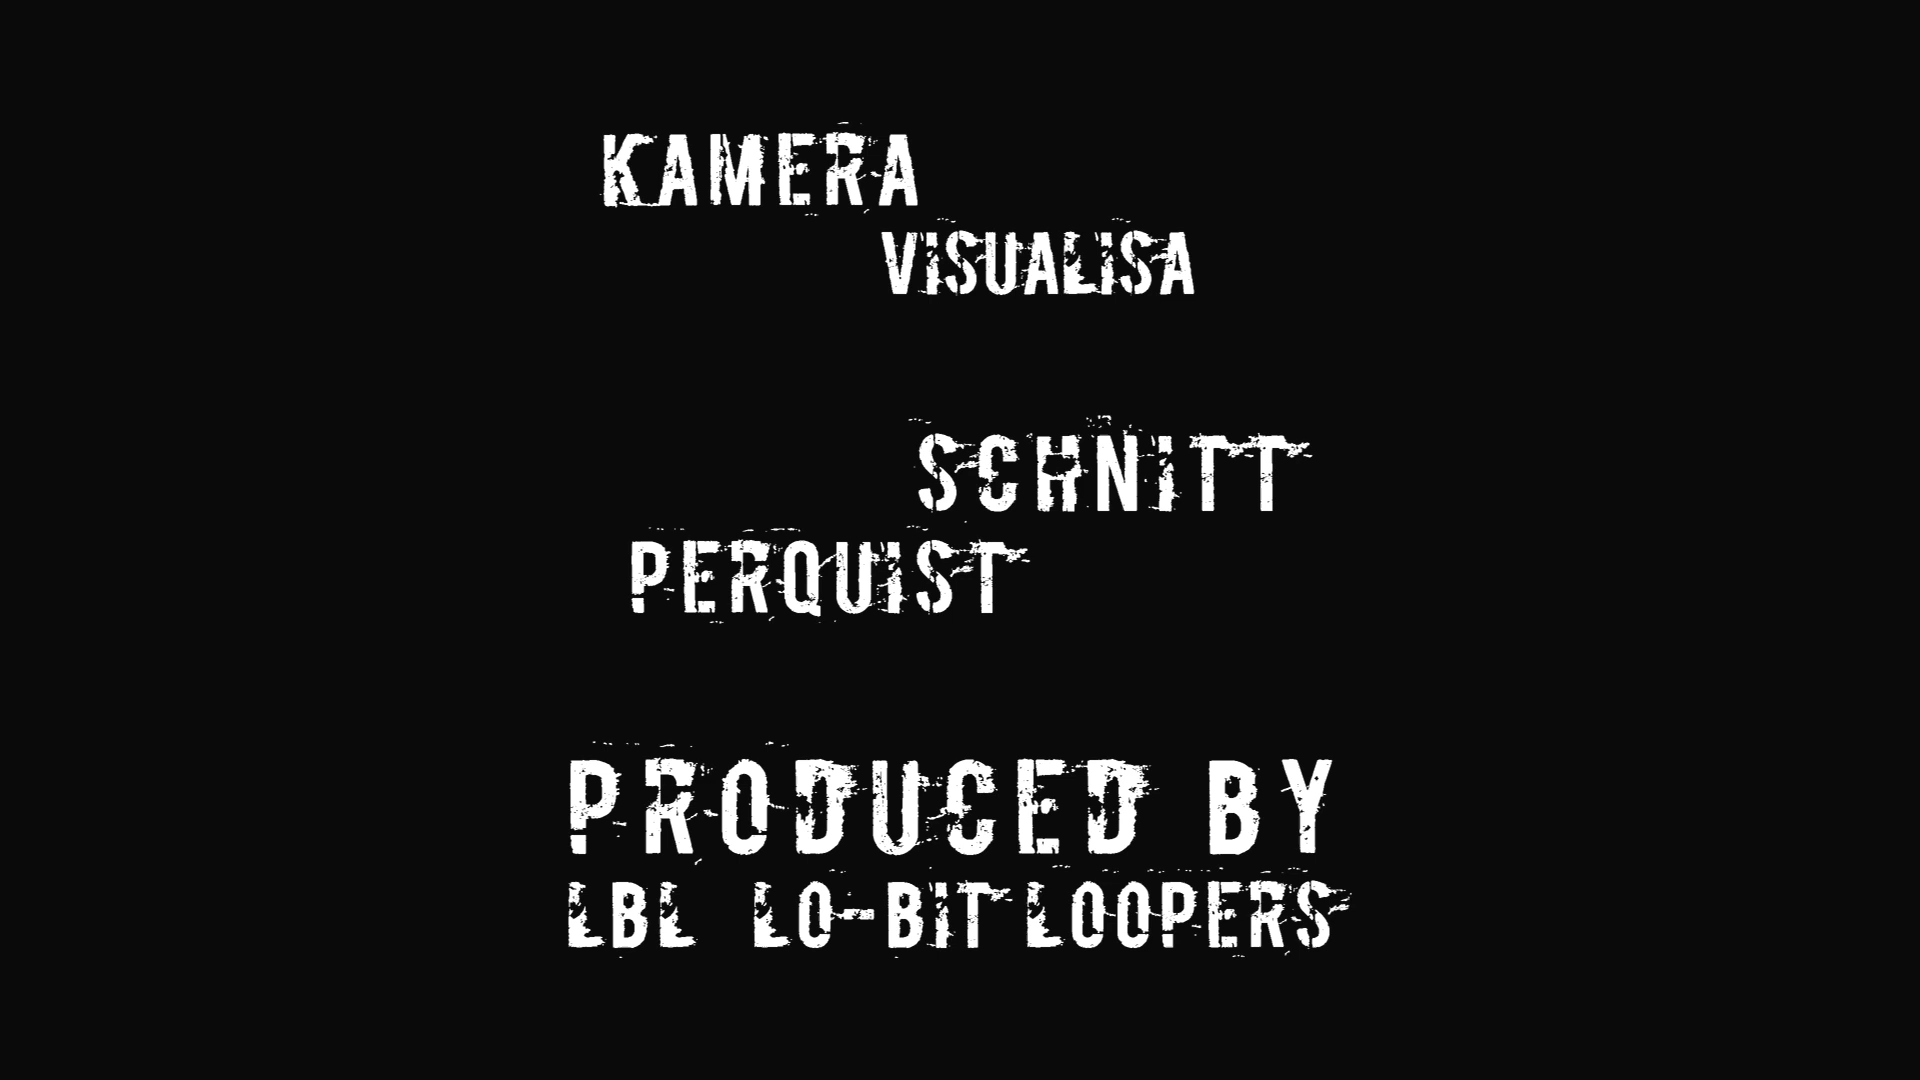 KAMERA
VISUALISA
SCHNITT
PERQUIST
PRODUCED BY
LBL LO-BIT LOOPERS